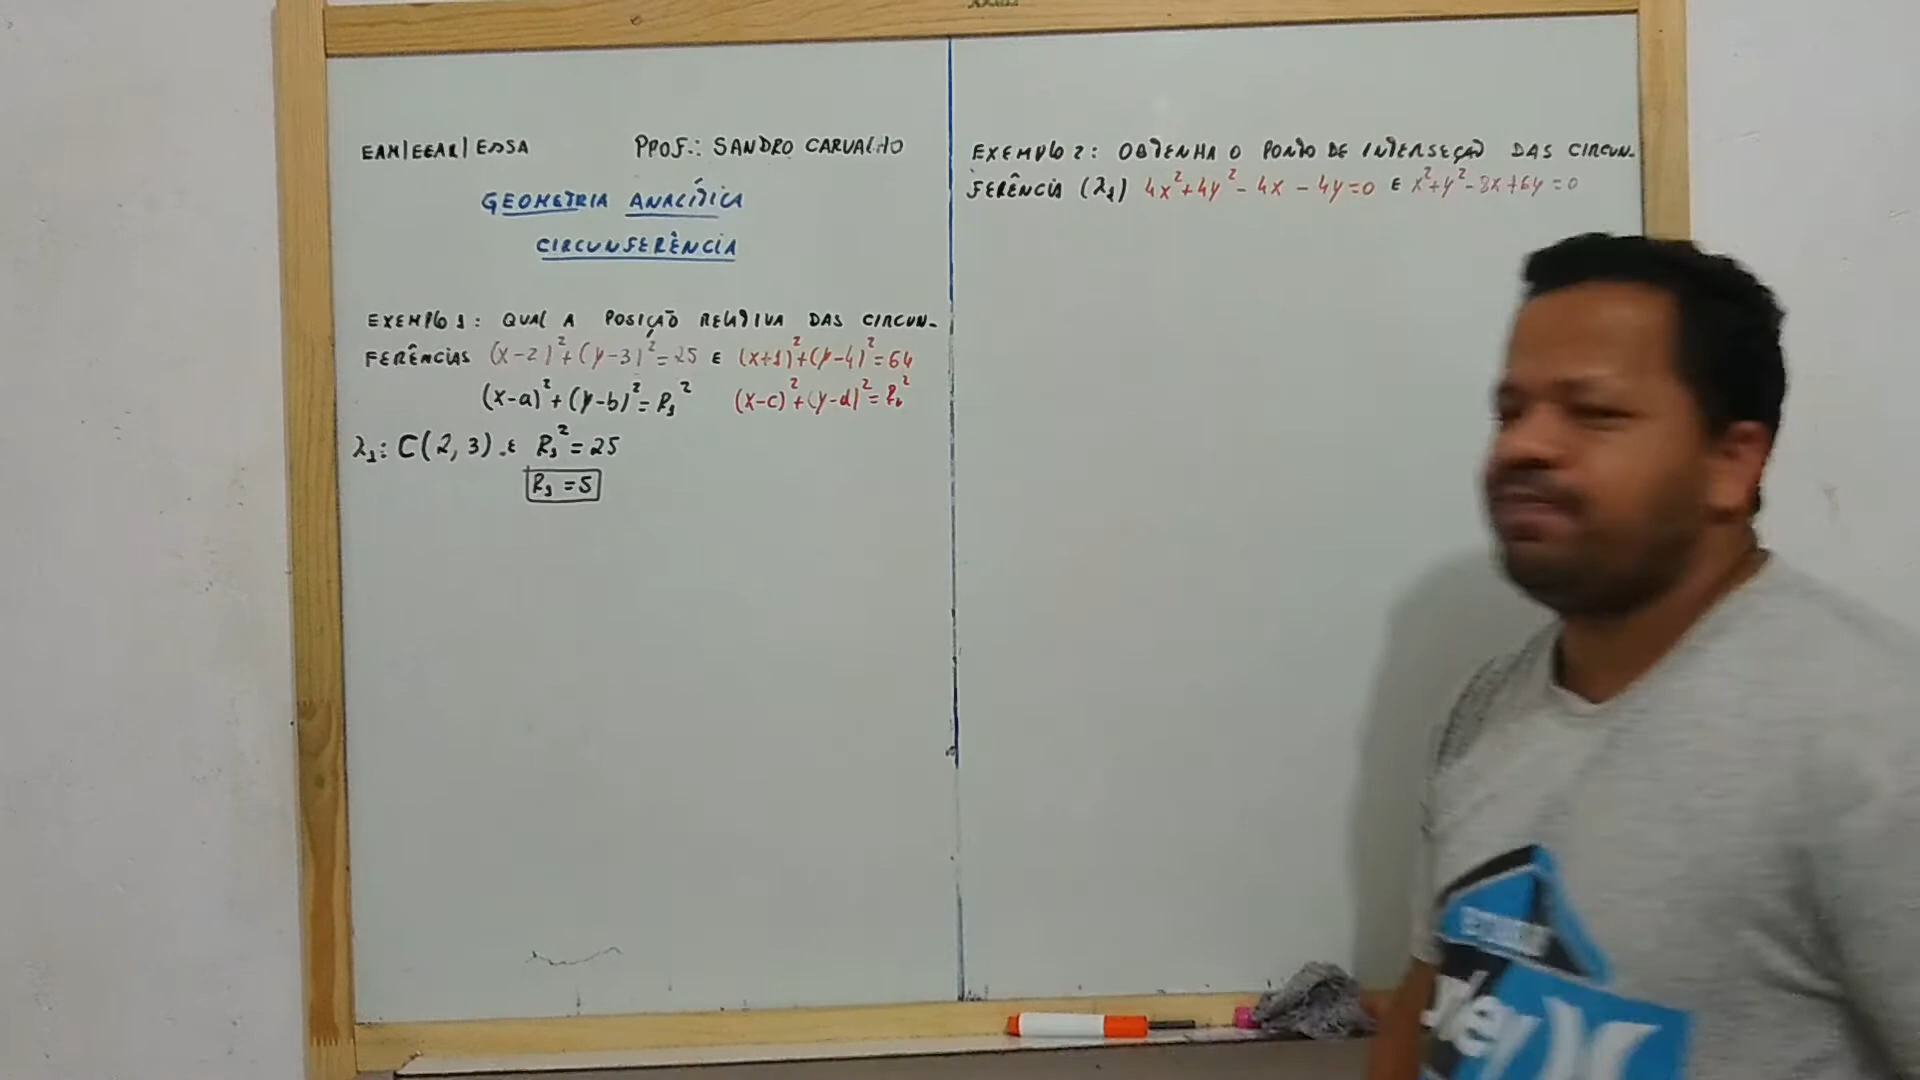 EAM|EEAR|ESSA
PROF.: SANDRO CARVALHO
GEOMETRIA ANALÍTICA
CIRCUNFERÊNCIA
EXEMPLO 1: QUAL A POSIÇÃO RELATIVA DAS CIRCUN-
FERÊNCIAS (x-2)²+(y-3)²=25 E (x+1)²+(y-4)²=64
(x-a)²+(y-b)²=R₁² (x-c)²+(y-d)²=R₂²
λ₁: C(2,3) E R₁²=25
R₁=5
EXEMPLO 2: OBTENHA O PONTO DE INTERSEÇÃO DAS CIRCUN-
FERÊNCIA (λ₁) 4x²+4y²-4x-4y=0 E x²+y²-8x+6y=0